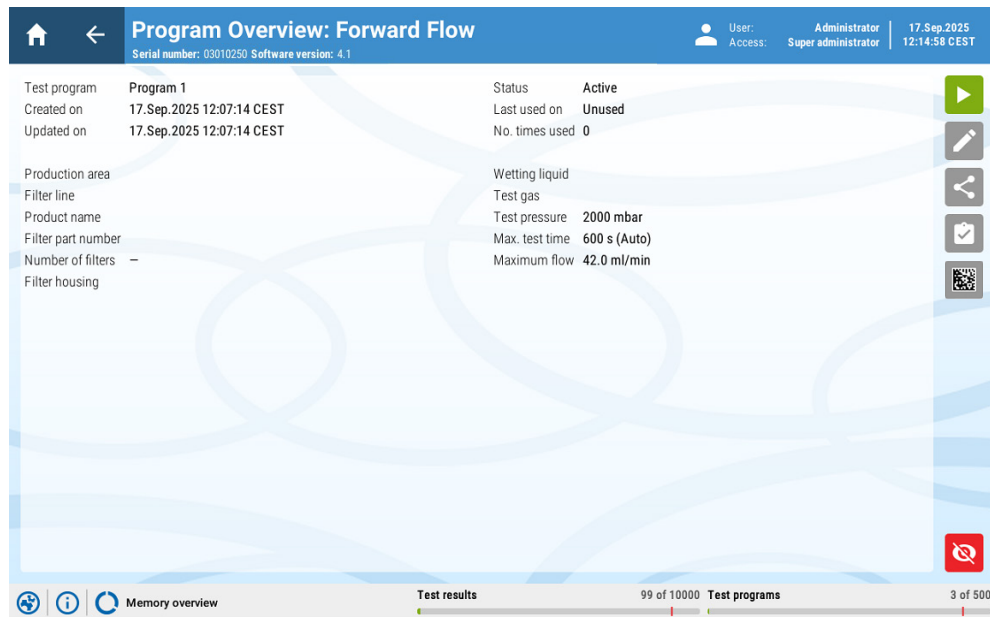 Program Overview: Forward Flow
Serial number: 03010250 Software version: 4.1
User: Administrator
Access: Super administrator
17.Sep.2025
12:14:58 CEST
Test program Program 1
Created on 17.Sep.2025 12:07:14 CEST
Updated on 17.Sep.2025 12:07:14 CEST
Status Active
Last used on Unused
No. times used 0
Production area
Filter line
Product name
Filter part number
Number of filters –
Filter housing
Wetting liquid
Test gas
Test pressure 2000 mbar
Max. test time 600 s (Auto)
Maximum flow 42.0 ml/min
Memory overview
Test results 99 of 10000
Test programs 3 of 500